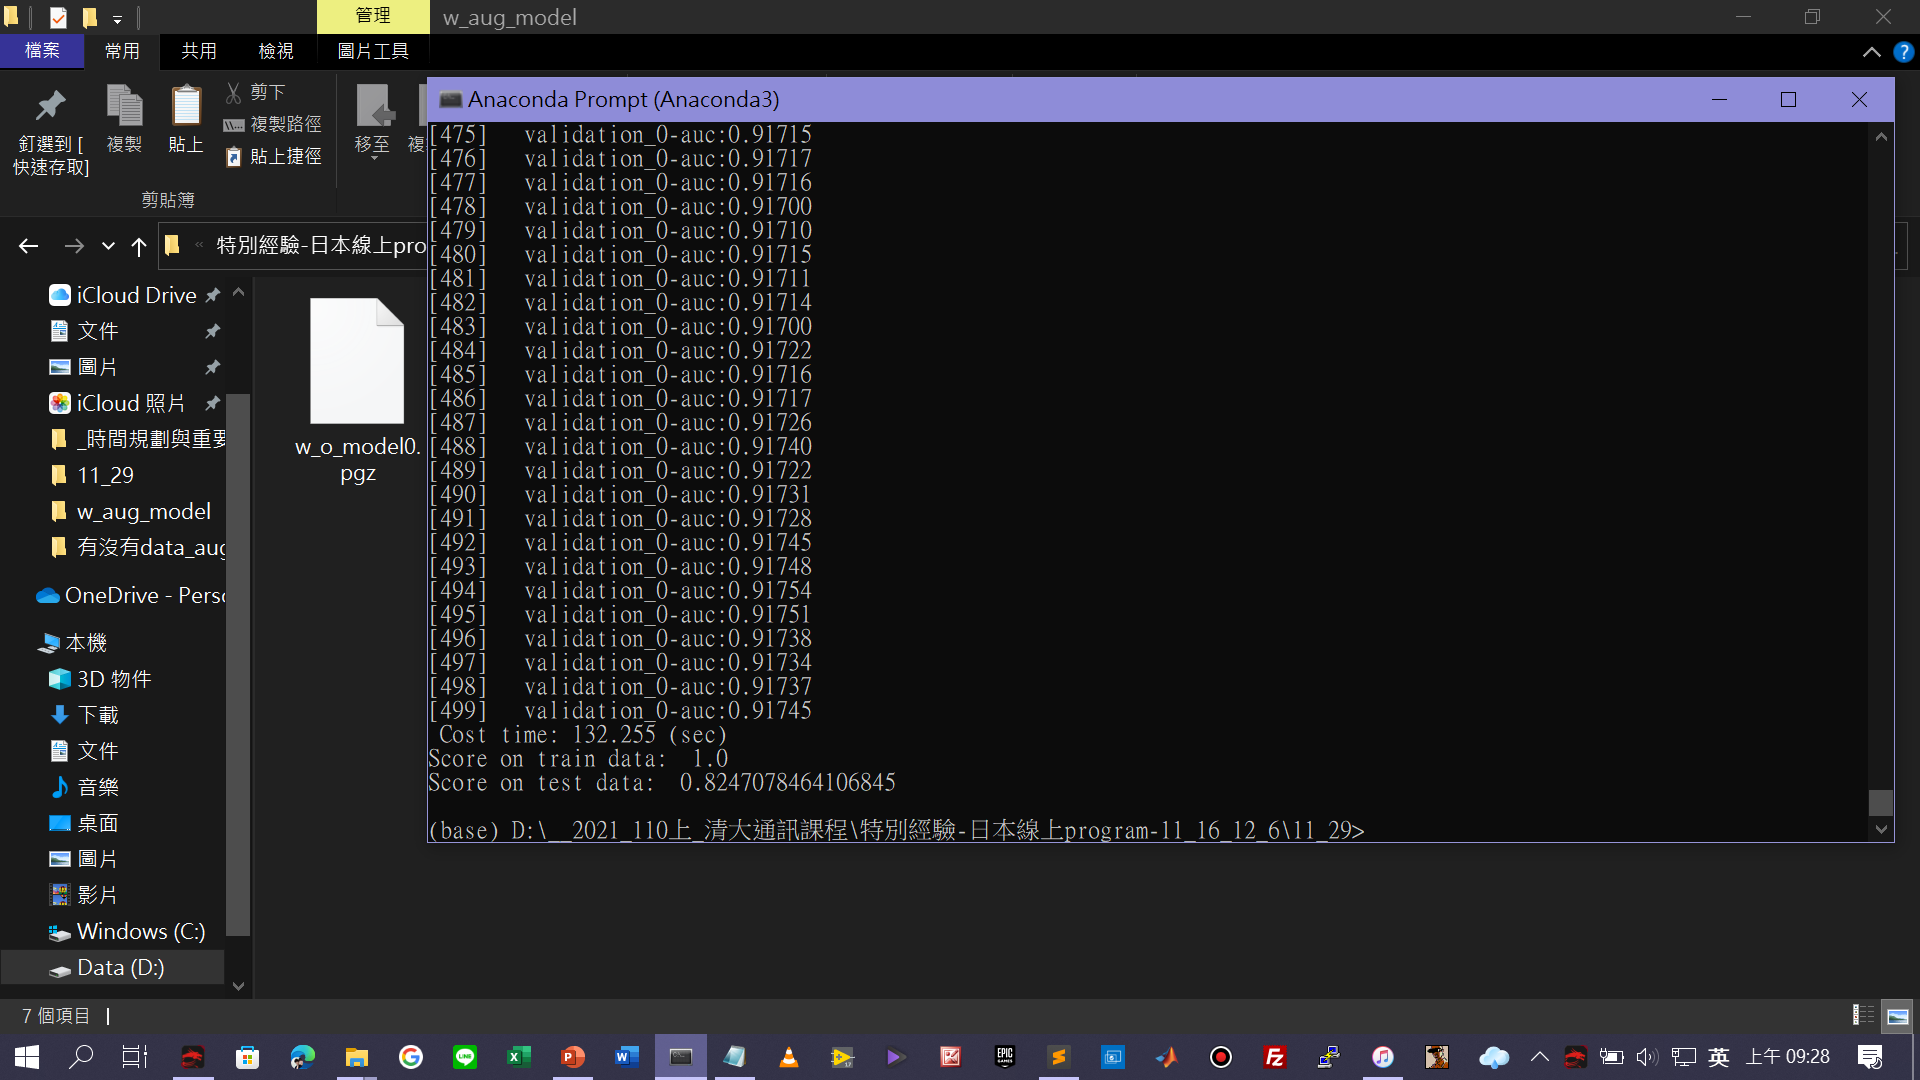 管理
w_aug_model
檔案
常用
共用
檢視
圖片工具
釘選到 [
快速存取]
複製
貼上
剪下
複製路徑
貼上捷徑
移至
複
剪貼簿
« 特別經驗-日本線上pro
iCloud Drive
文件
圖片
iCloud 照片
_時間規劃與重要
11_29
w_aug_model
有沒有data_aug
OneDrive - Perso
本機
3D 物件
下載
文件
音樂
桌面
圖片
影片
Windows (C:)
Data (D:)
w_o_model0.
pgz
Anaconda Prompt (Anaconda3)
[475] validation_0-auc:0.91715
[476] validation_0-auc:0.91717
[477] validation_0-auc:0.91716
[478] validation_0-auc:0.91700
[479] validation_0-auc:0.91710
[480] validation_0-auc:0.91715
[481] validation_0-auc:0.91711
[482] validation_0-auc:0.91714
[483] validation_0-auc:0.91700
[484] validation_0-auc:0.91722
[485] validation_0-auc:0.91716
[486] validation_0-auc:0.91717
[487] validation_0-auc:0.91726
[488] validation_0-auc:0.91740
[489] validation_0-auc:0.91722
[490] validation_0-auc:0.91731
[491] validation_0-auc:0.91728
[492] validation_0-auc:0.91745
[493] validation_0-auc:0.91748
[494] validation_0-auc:0.91754
[495] validation_0-auc:0.91751
[496] validation_0-auc:0.91738
[497] validation_0-auc:0.91734
[498] validation_0-auc:0.91737
[499] validation_0-auc:0.91745
Cost time: 132.255 (sec)
Score on train data:  1.0
Score on test data:  0.8247078464106845
(base) D:\__2021_110上_清大通訊課程\特別經驗-日本線上program-11_16_12_6\11_29>
7 個項目
英
上午 09:28